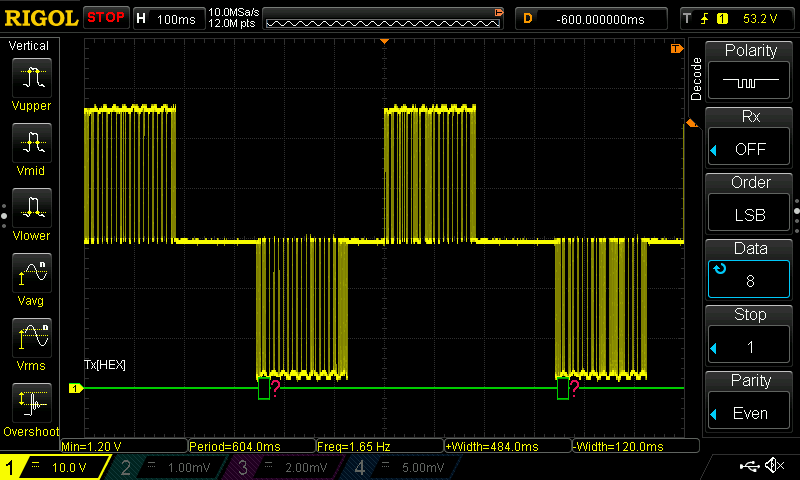 RIGOL STOP H 100ms 10.0MSa/s 12.0M pts D -600.000000ms T 1 53.2 V
Vertical
Vupper
Vmid
Vlower
Vavg
Vrms
Overshoot
T
Tx[HEX]
? ?
1
Decode
Polarity
Rx
OFF
Order
LSB
Data
8
Stop
1
Parity
Even
Min=1.20 V Period=604.0ms Freq=1.65 Hz +Width=484.0ms -Width=120.0ms
1 10.0 V 2 1.00mV 3 2.00mV 4 5.00mV